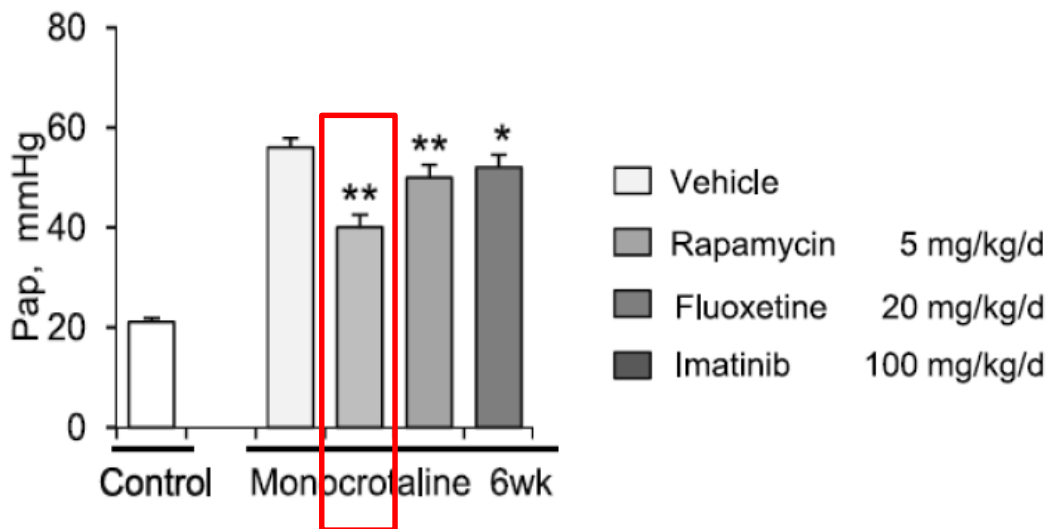 80
60
40
20
0
Pap, mmHg
**
**
*
Control
Monocrotaline 6wk
Vehicle
Rapamycin 5 mg/kg/d
Fluoxetine 20 mg/kg/d
Imatinib 100 mg/kg/d